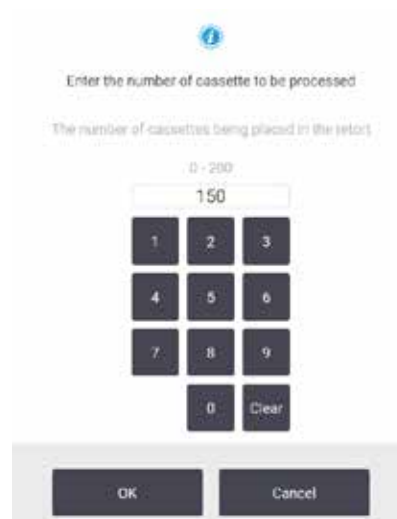 Enter the number of cassette to be processed
The number of cassettes being placed in the retort
0 - 200
150
1 2 3
4 5 6
7 8 9
0 Clear
OK Cancel